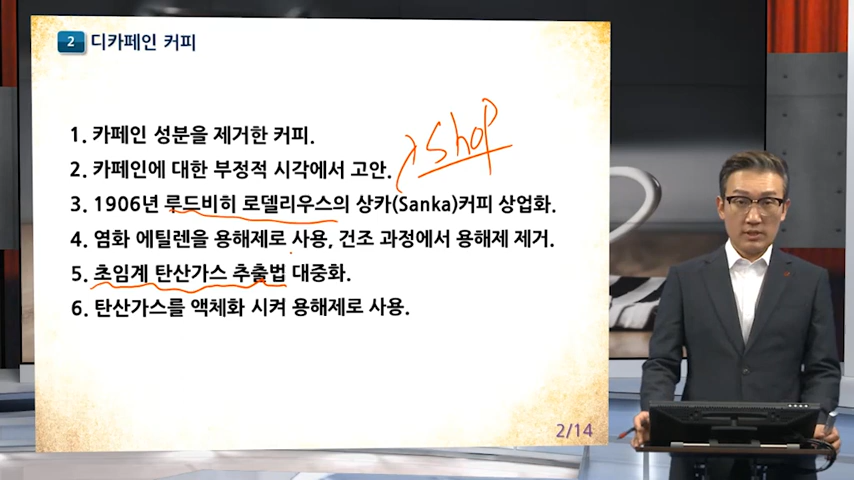 2 디카페인 커피
1. 카페인 성분을 제거한 커피.
shop
2. 카페인에 대한 부정적 시각에서 고안.
3. 1906년 루드비히 로델리우스의 상카(Sanka)커피 상업화.
4. 염화 에틸렌을 용해제로 사용, 건조 과정에서 용해제 제거.
5. 초임계 탄산가스 추출법 대중화.
6. 탄산가스를 액체화 시켜 용해제로 사용.
2/14